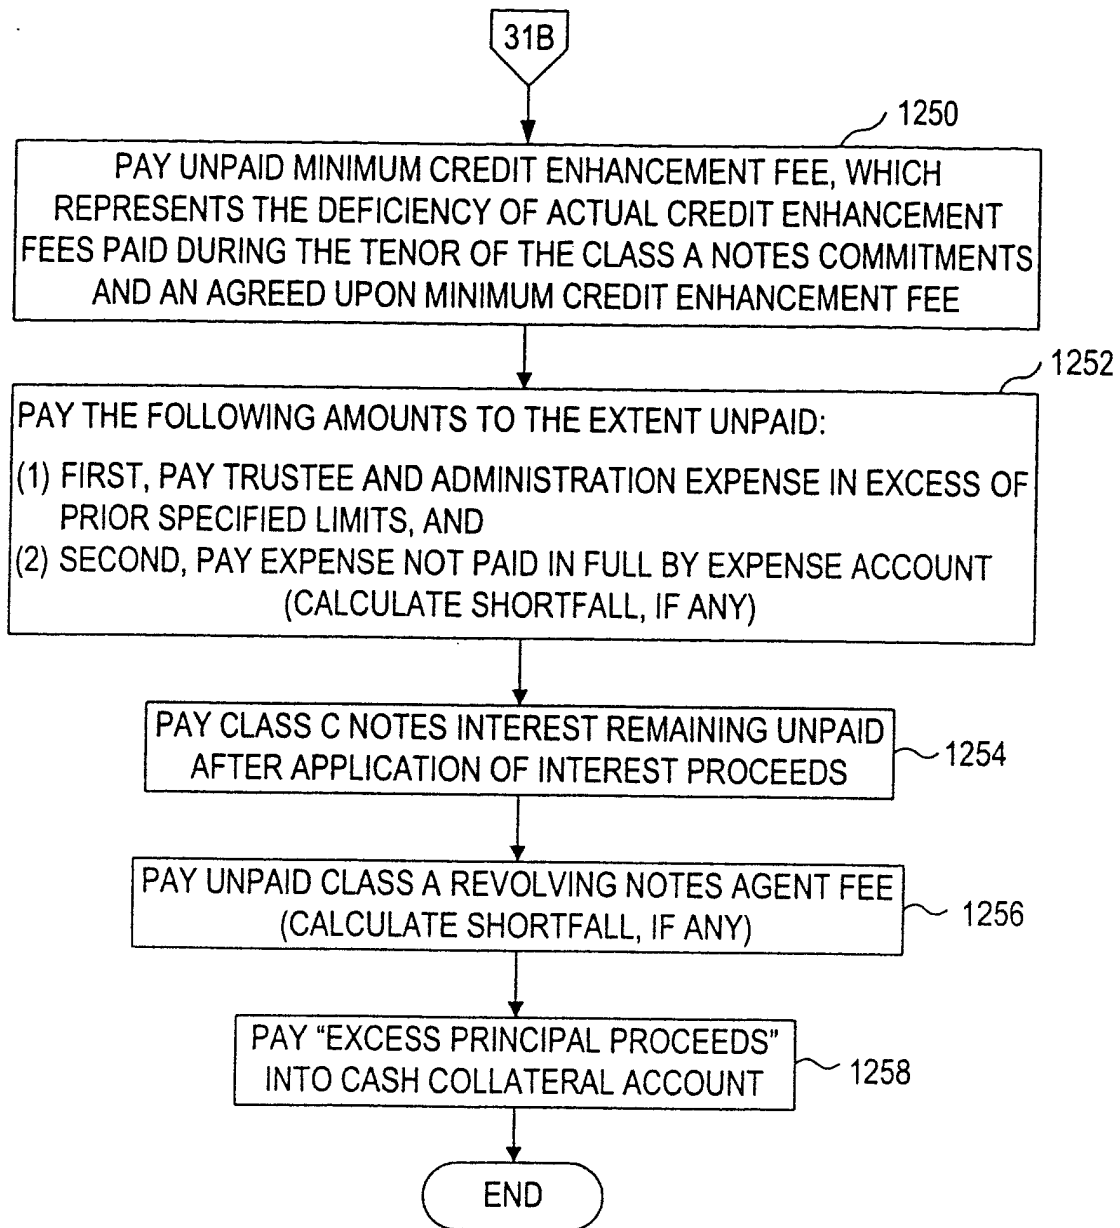 31B
1250
PAY UNPAID MINIMUM CREDIT ENHANCEMENT FEE, WHICH
REPRESENTS THE DEFICIENCY OF ACTUAL CREDIT ENHANCEMENT
FEES PAID DURING THE TENOR OF THE CLASS A NOTES COMMITMENTS
AND AN AGREED UPON MINIMUM CREDIT ENHANCEMENT FEE
1252
PAY THE FOLLOWING AMOUNTS TO THE EXTENT UNPAID:
(1) FIRST, PAY TRUSTEE AND ADMINISTRATION EXPENSE IN EXCESS OF
PRIOR SPECIFIED LIMITS, AND
(2) SECOND, PAY EXPENSE NOT PAID IN FULL BY EXPENSE ACCOUNT
(CALCULATE SHORTFALL, IF ANY)
PAY CLASS C NOTES INTEREST REMAINING UNPAID
AFTER APPLICATION OF INTEREST PROCEEDS
1254
PAY UNPAID CLASS A REVOLVING NOTES AGENT FEE
(CALCULATE SHORTFALL, IF ANY)
1256
PAY “EXCESS PRINCIPAL PROCEEDS”
INTO CASH COLLATERAL ACCOUNT
1258
END